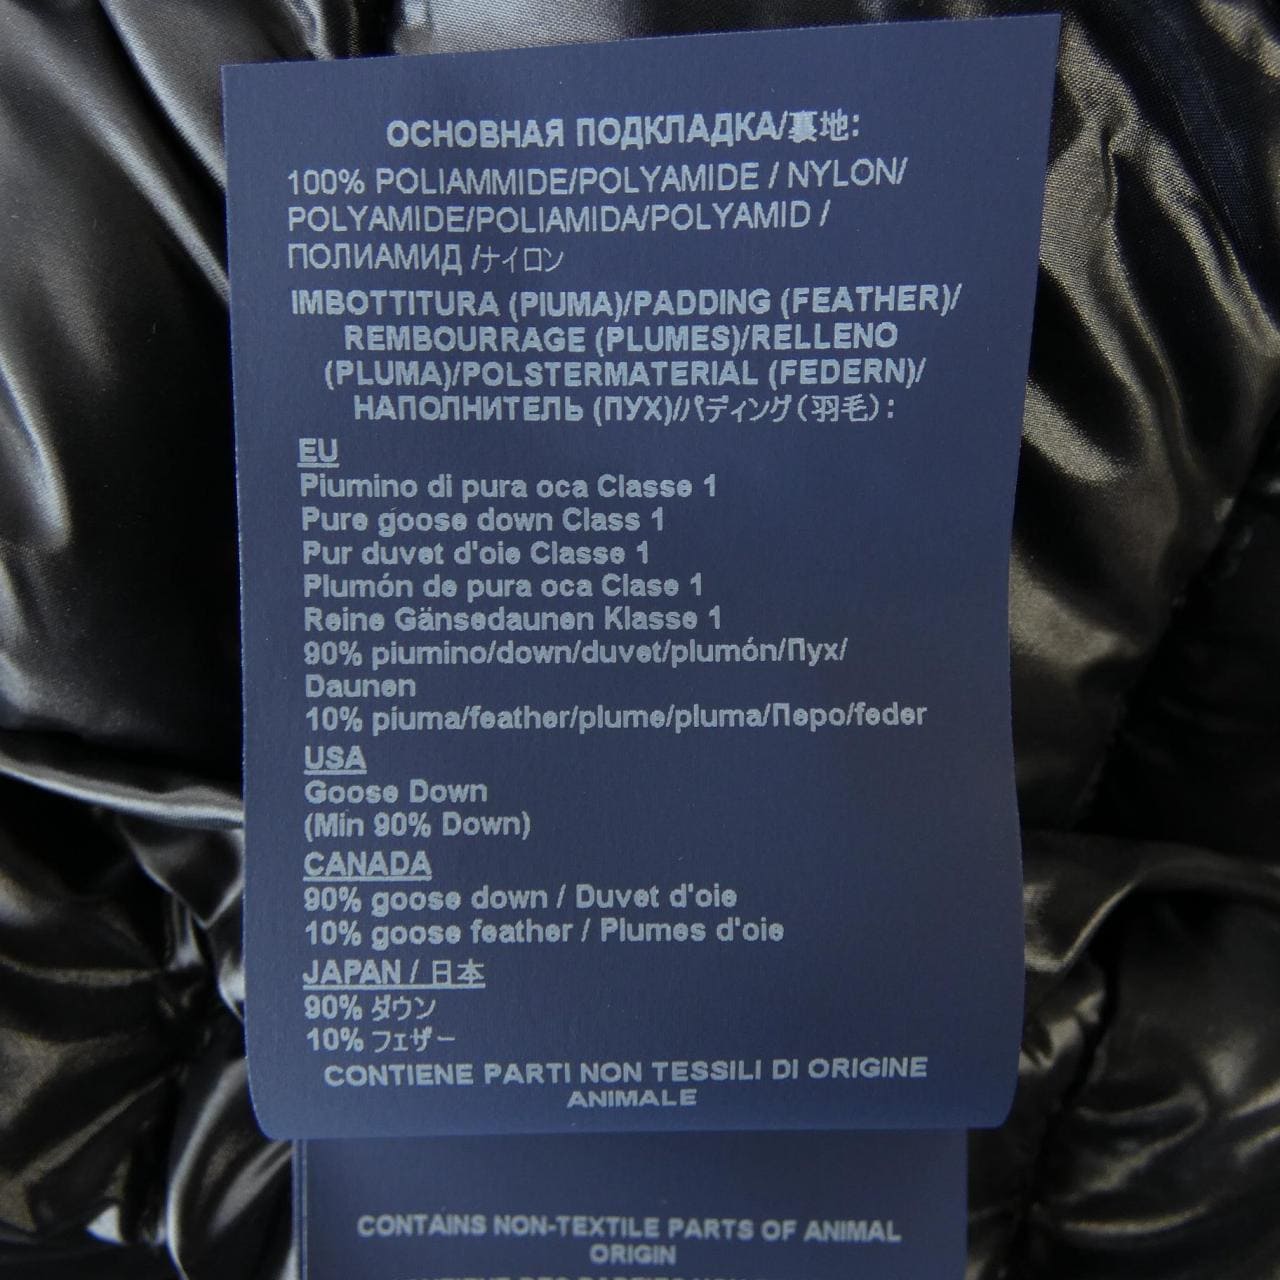 ОСНОВНАЯ ПОДКЛАДКА/裏地:
100% POLIAMMIDE/POLYAMIDE / NYLON/
POLYAMIDE/POLIAMIDA/POLYAMID /
ПОЛИАМИД /ナイロン
IMBOTTITURA (PIUMA)/PADDING (FEATHER)/
REMBOURRAGE (PLUMES)/RELLENO
(PLUMA)/POLSTERMATERIAL (FEDERN)/
НАПОЛНИТЕЛЬ (ПУХ)/パディング(羽毛):
EU
Piumino di pura oca Classe 1
Pure goose down Class 1
Pur duvet d'oie Classe 1
Plumón de pura oca Clase 1
Reine Gänsedaunen Klasse 1
90% piumino/down/duvet/plumón/Пух/
Daunen
10% piuma/feather/plume/pluma/Перо/feder
USA
Goose Down
(Min 90% Down)
CANADA
90% goose down / Duvet d'oie
10% goose feather / Plumes d'oie
JAPAN / 日本
90% ダウン
10% フェザー
CONTIENE PARTI NON TESSILI DI ORIGINE
ANIMALE
CONTAINS NON-TEXTILE PARTS OF ANIMAL
ORIGIN